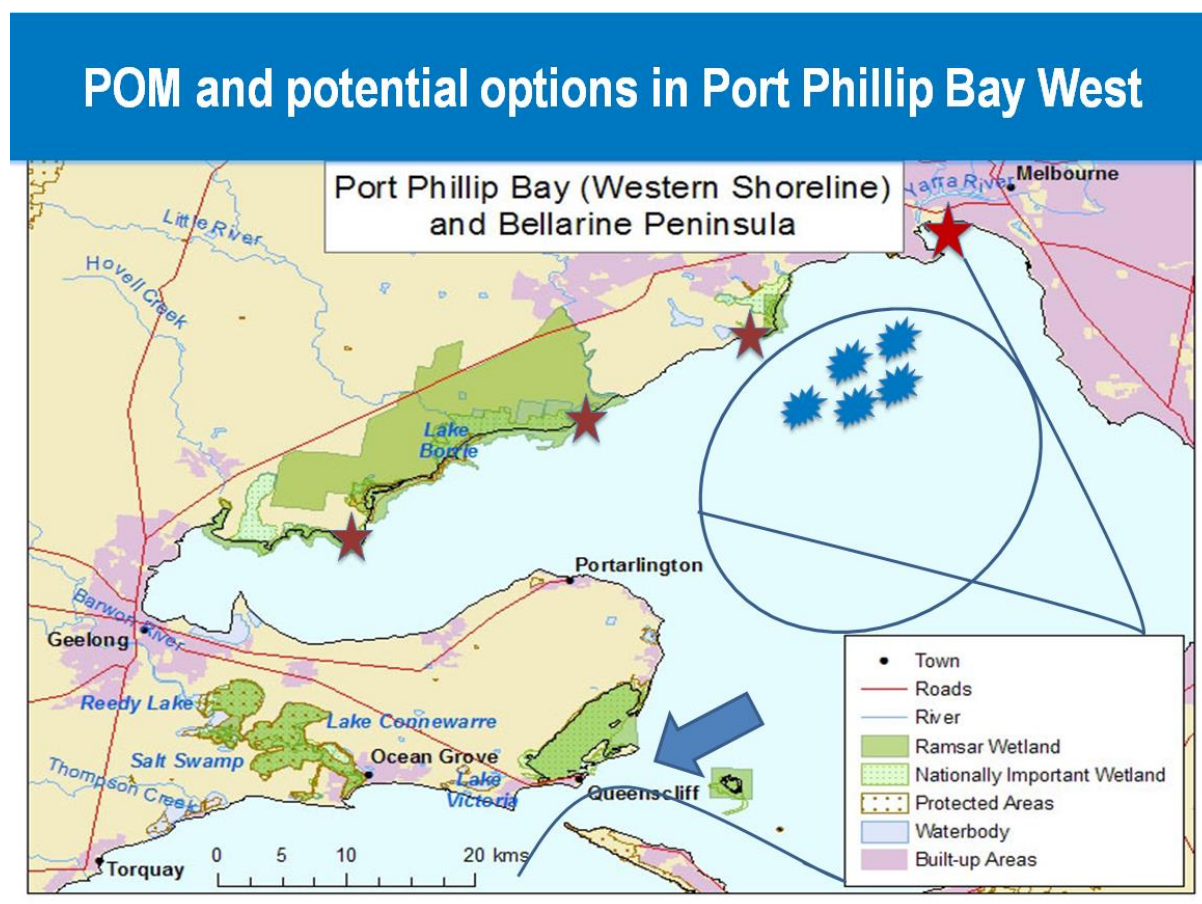 POM and potential options in Port Phillip Bay West
Port Phillip Bay (Western Shoreline)
and Bellarine Peninsula
Yarra River
Melbourne
Little River
Hovell Creek
Lake
Borrie
Portarlington
Barwon River
Geelong
Reedy Lake
Lake Connewarre
Salt Swamp
Ocean Grove
Thompson Creek
Lake
Victoria
Queenscliff
Torquay
0 5 10 20 kms
Town
Roads
River
Ramsar Wetland
Nationally Important Wetland
Protected Areas
Waterbody
Built-up Areas